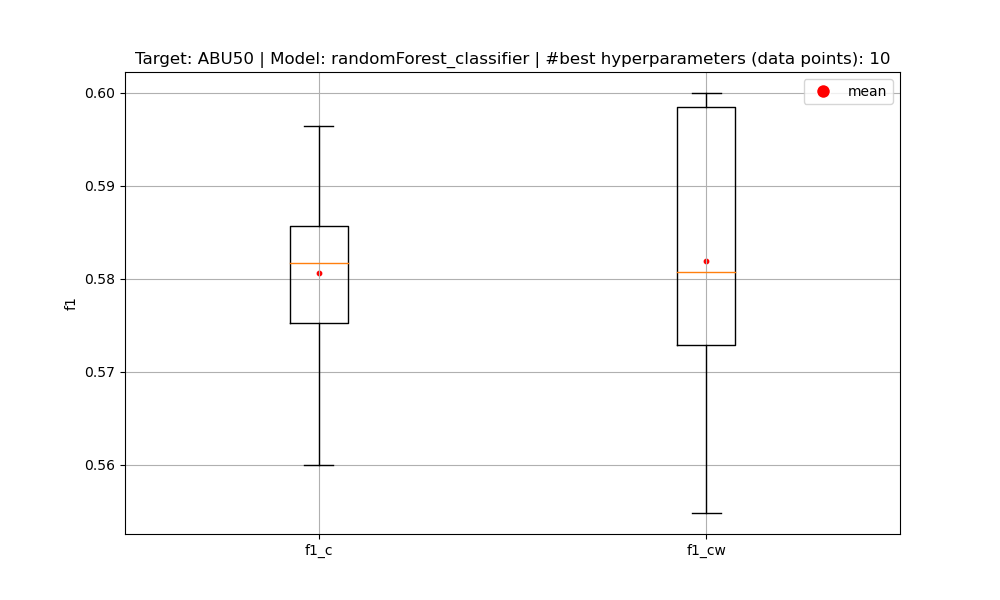 Target: ABU50 | Model: randomForest_classifier | #best hyperparameters (data points): 10
mean
0.60
0.59
0.58
0.57
0.56
f1
f1_c
f1_cw